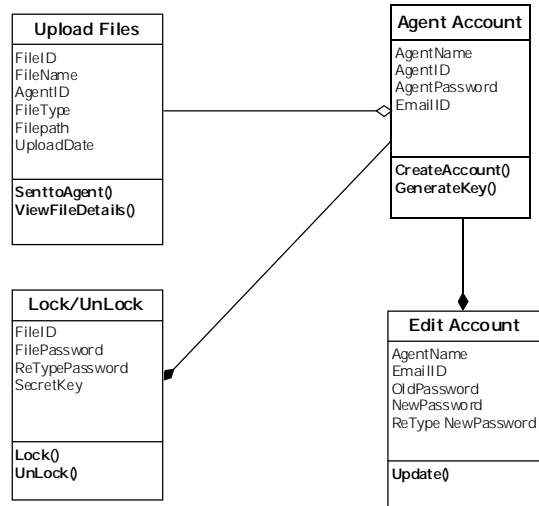 Upload Files
FileID
FileName
AgentID
FileType
Filepath
UploadDate
SenttoAgent()
ViewFileDetails()
Agent Account
AgentName
AgentID
AgentPassword
EmailID
CreateAccount()
GenerateKey()
Lock/UnLock
FileID
FilePassword
ReTypePassword
SecretKey
Lock()
UnLock()
Edit Account
AgentName
EmailID
OldPassword
NewPassword
ReType NewPassword
Update()